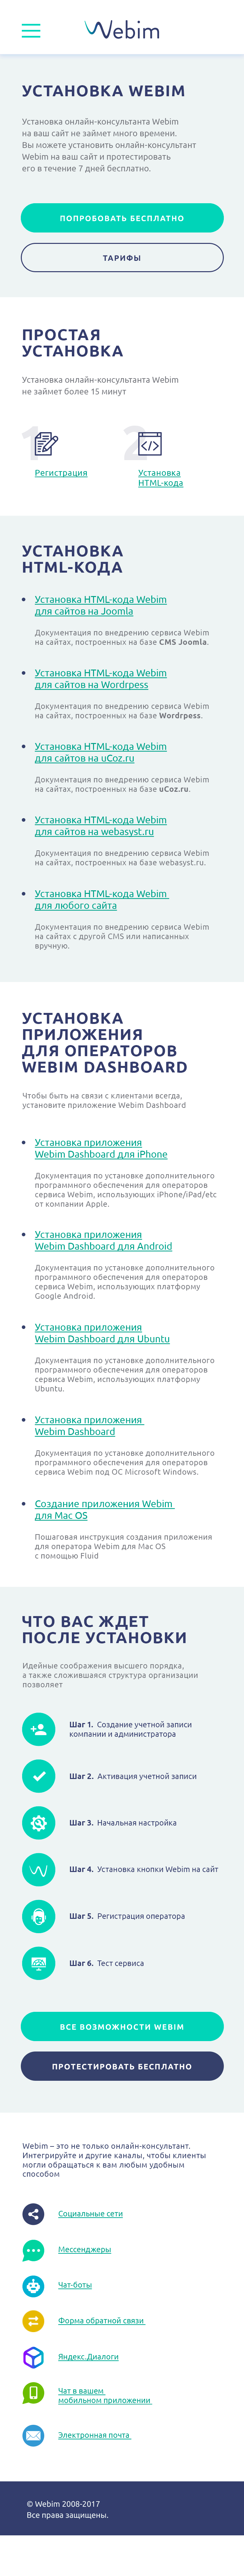 Webim
УСТАНОВКА WEBIM
Установка онлайн-консультанта Webim
на ваш сайт не займет много времени.
Вы можете установить онлайн-консультант
Webim на ваш сайт и протестировать
его в течение 7 дней бесплатно.
ПОПРОБОВАТЬ БЕСПЛАТНО
ТАРИФЫ
ПРОСТАЯ
УСТАНОВКА
Установка онлайн-консультанта Webim
не займет более 15 минут
1
Регистрация
2
Установка
HTML-кода
УСТАНОВКА
HTML-КОДА
Установка HTML-кода Webim
для сайтов на Joomla
Документация по внедрению сервиса Webim
на сайтах, построенных на базе CMS Joomla.
Установка HTML-кода Webim
для сайтов на Wordrpess
Документация по внедрению сервиса Webim
на сайтах, построенных на базе Wordrpess.
Установка HTML-кода Webim
для сайтов на uCoz.ru
Документация по внедрению сервиса Webim
на сайтах, построенных на базе uCoz.ru.
Установка HTML-кода Webim
для сайтов на webasyst.ru
Документация по внедрению сервиса Webim
на сайтах, построенных на базе webasyst.ru.
Установка HTML-кода Webim
для любого сайта
Документация по внедрению сервиса Webim
на сайтах с другой CMS или написанных
вручную.
УСТАНОВКА
ПРИЛОЖЕНИЯ
ДЛЯ ОПЕРАТОРОВ
WEBIM DASHBOARD
Чтобы быть на связи с клиентами всегда,
установите приложение Webim Dashboard
Установка приложения
Webim Dashboard для iPhone
Документация по установке дополнительного
программного обеспечения для операторов
сервиса Webim, использующих iPhone/iPad/etc
от компании Apple.
Установка приложения
Webim Dashboard для Android
Документация по установке дополнительного
программного обеспечения для операторов
сервиса Webim, использующих платформу
Google Android.
Установка приложения
Webim Dashboard для Ubuntu
Документация по установке дополнительного
программного обеспечения для операторов
сервиса Webim, использующих платформу
Ubuntu.
Установка приложения
Webim Dashboard
Документация по установке дополнительного
программного обеспечения для операторов
сервиса Webim под ОС Microsoft Windows.
Создание приложения Webim
для Mac OS
Пошаговая инструкция создания приложения
для оператора Webim для Mac OS
с помощью Fluid
ЧТО ВАС ЖДЕТ
ПОСЛЕ УСТАНОВКИ
Идейные соображения высшего порядка,
а также сложившаяся структура организации
позволяет
Шаг 1. Создание учетной записи
компании и администратора
Шаг 2. Активация учетной записи
Шаг 3. Начальная настройка
Шаг 4. Установка кнопки Webim на сайт
Шаг 5. Регистрация оператора
Шаг 6. Тест сервиса
ВСЕ ВОЗМОЖНОСТИ WEBIM
ПРОТЕСТИРОВАТЬ БЕСПЛАТНО
Webim – это не только онлайн-консультант.
Интегрируйте и другие каналы, чтобы клиенты
могли обращаться к вам любым удобным
способом
Социальные сети
Мессенджеры
Чат-боты
Форма обратной связи
Яндекс.Диалоги
Чат в вашем
мобильном приложении
Электронная почта
© Webim 2008-2017
Все права защищены.